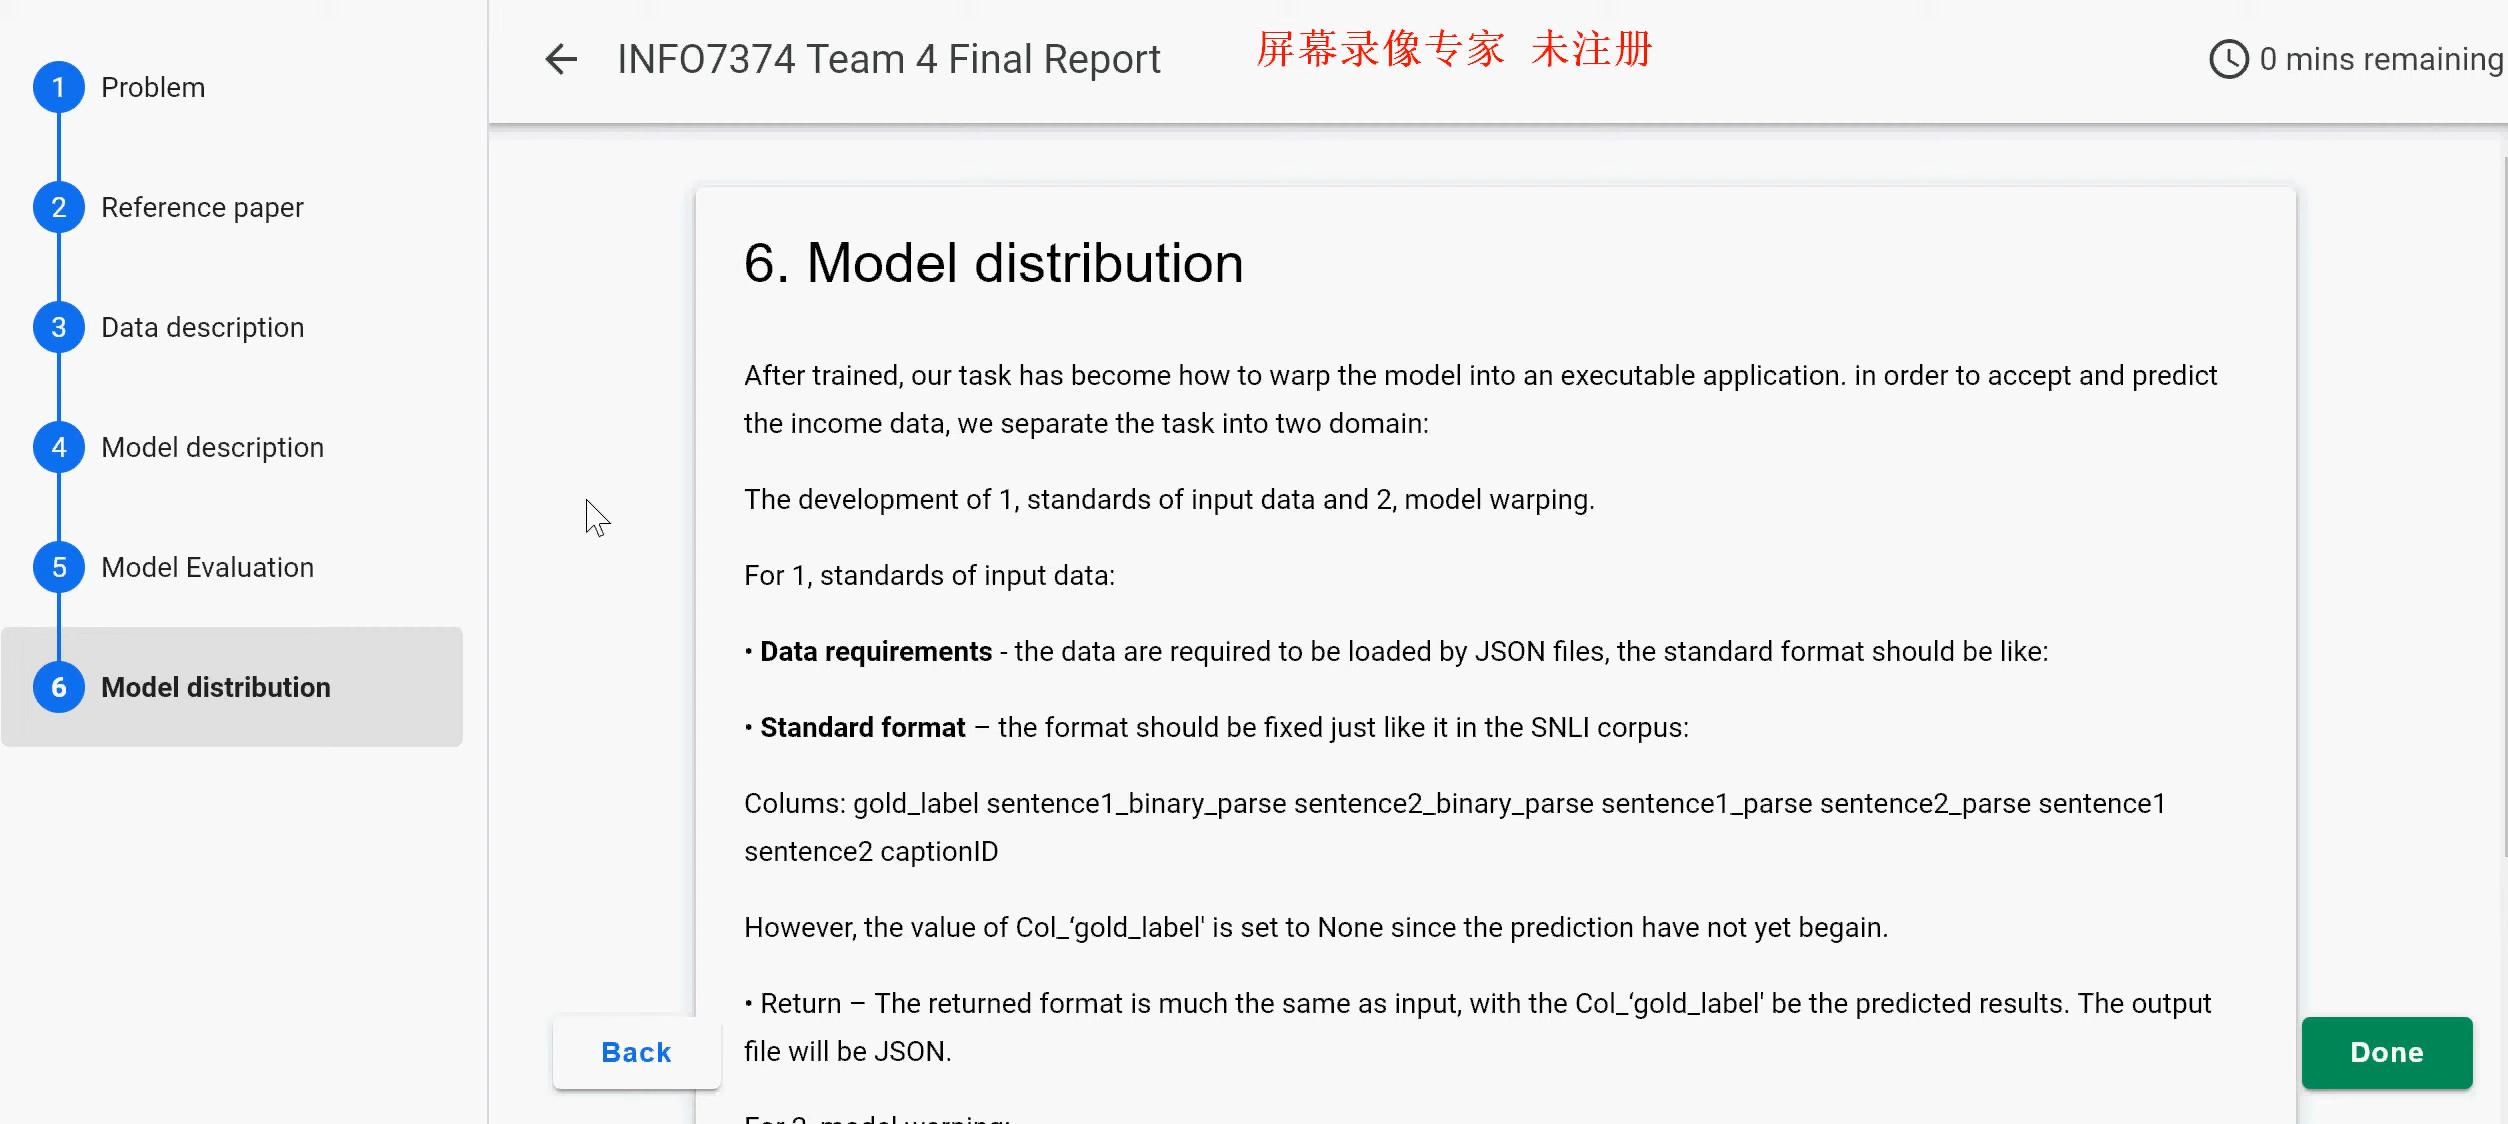 1 Problem
2 Reference paper
3 Data description
4 Model description
5 Model Evaluation
6 Model distribution
INFO7374 Team 4 Final Report
屏幕录像专家 未注册
0 mins remaining
6. Model distribution
After trained, our task has become how to warp the model into an executable application. in order to accept and predict
the income data, we separate the task into two domain:
The development of 1, standards of input data and 2, model warping.
For 1, standards of input data:
• Data requirements - the data are required to be loaded by JSON files, the standard format should be like:
• Standard format – the format should be fixed just like it in the SNLI corpus:
Colums: gold_label sentence1_binary_parse sentence2_binary_parse sentence1_parse sentence2_parse sentence1
sentence2 captionID
However, the value of Col_‘gold_label' is set to None since the prediction have not yet begain.
• Return – The returned format is much the same as input, with the Col_‘gold_label' be the predicted results. The output
file will be JSON.
For 2, model warping:
Back
Done